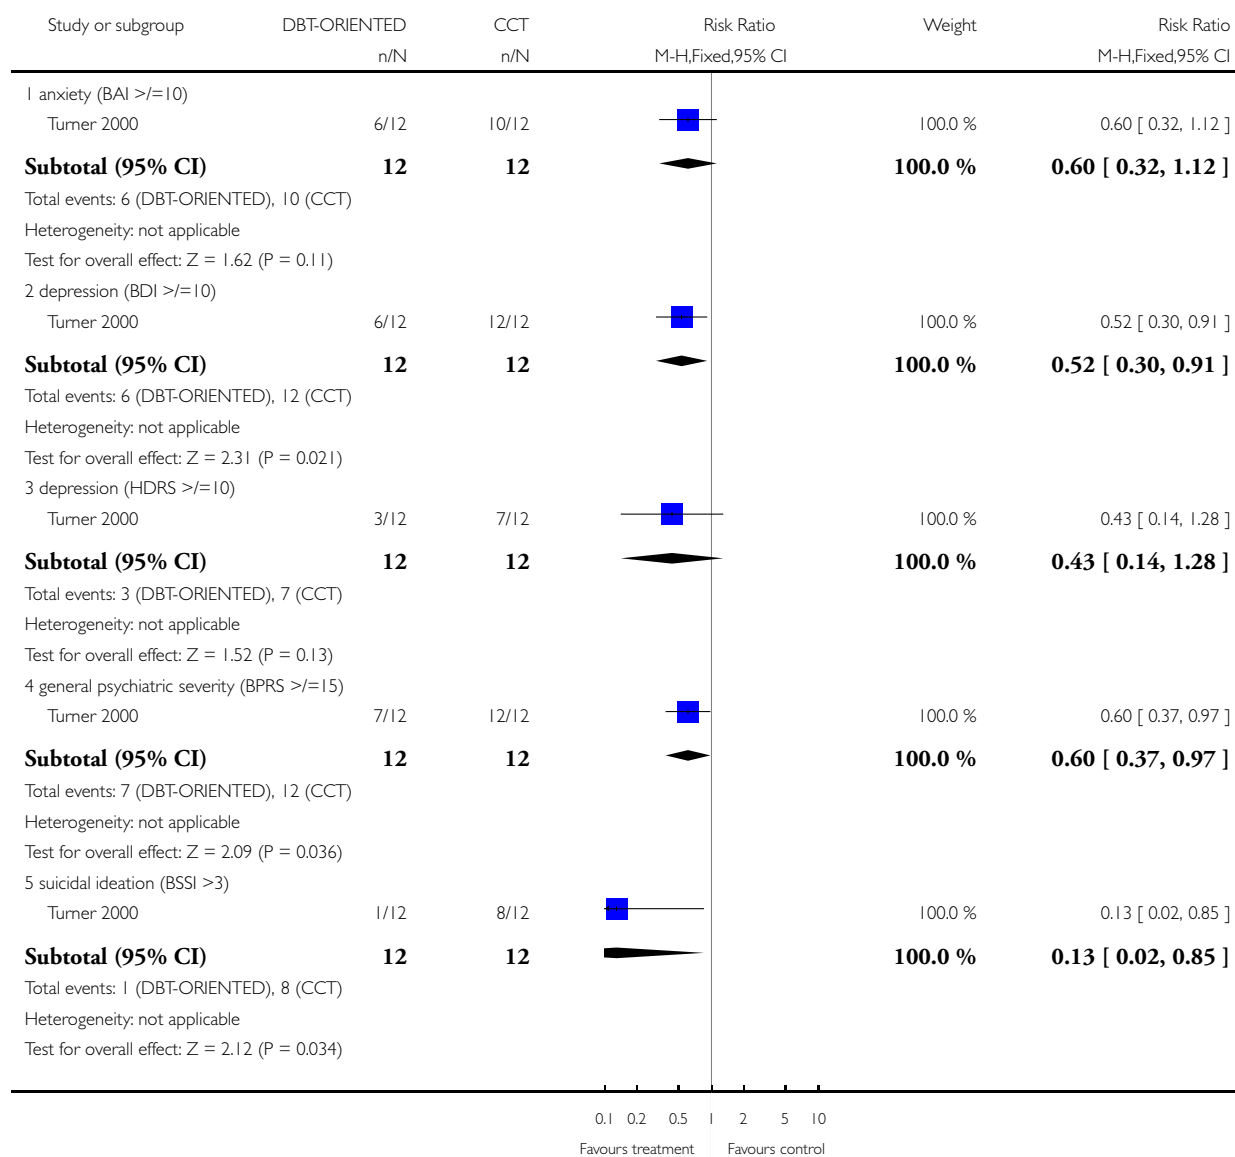 Study or subgroup DBT-ORIENTED CCT Risk Ratio Weight Risk Ratio
n/N n/N M-H,Fixed,95% CI M-H,Fixed,95% CI
1 anxiety (BAI >/=10)
Turner 2000 6/12 10/12 100.0 % 0.60 [ 0.32, 1.12 ]
Subtotal (95% CI) 12 12 100.0 % 0.60 [ 0.32, 1.12 ]
Total events: 6 (DBT-ORIENTED), 10 (CCT)
Heterogeneity: not applicable
Test for overall effect: Z = 1.62 (P = 0.11)
2 depression (BDI >/=10)
Turner 2000 6/12 12/12 100.0 % 0.52 [ 0.30, 0.91 ]
Subtotal (95% CI) 12 12 100.0 % 0.52 [ 0.30, 0.91 ]
Total events: 6 (DBT-ORIENTED), 12 (CCT)
Heterogeneity: not applicable
Test for overall effect: Z = 2.31 (P = 0.021)
3 depression (HDRS >/=10)
Turner 2000 3/12 7/12 100.0 % 0.43 [ 0.14, 1.28 ]
Subtotal (95% CI) 12 12 100.0 % 0.43 [ 0.14, 1.28 ]
Total events: 3 (DBT-ORIENTED), 7 (CCT)
Heterogeneity: not applicable
Test for overall effect: Z = 1.52 (P = 0.13)
4 general psychiatric severity (BPRS >/=15)
Turner 2000 7/12 12/12 100.0 % 0.60 [ 0.37, 0.97 ]
Subtotal (95% CI) 12 12 100.0 % 0.60 [ 0.37, 0.97 ]
Total events: 7 (DBT-ORIENTED), 12 (CCT)
Heterogeneity: not applicable
Test for overall effect: Z = 2.09 (P = 0.036)
5 suicidal ideation (BSSI >3)
Turner 2000 1/12 8/12 100.0 % 0.13 [ 0.02, 0.85 ]
Subtotal (95% CI) 12 12 100.0 % 0.13 [ 0.02, 0.85 ]
Total events: 1 (DBT-ORIENTED), 8 (CCT)
Heterogeneity: not applicable
Test for overall effect: Z = 2.12 (P = 0.034)
0.1 0.2 0.5 1 2 5 10
Favours treatment Favours control